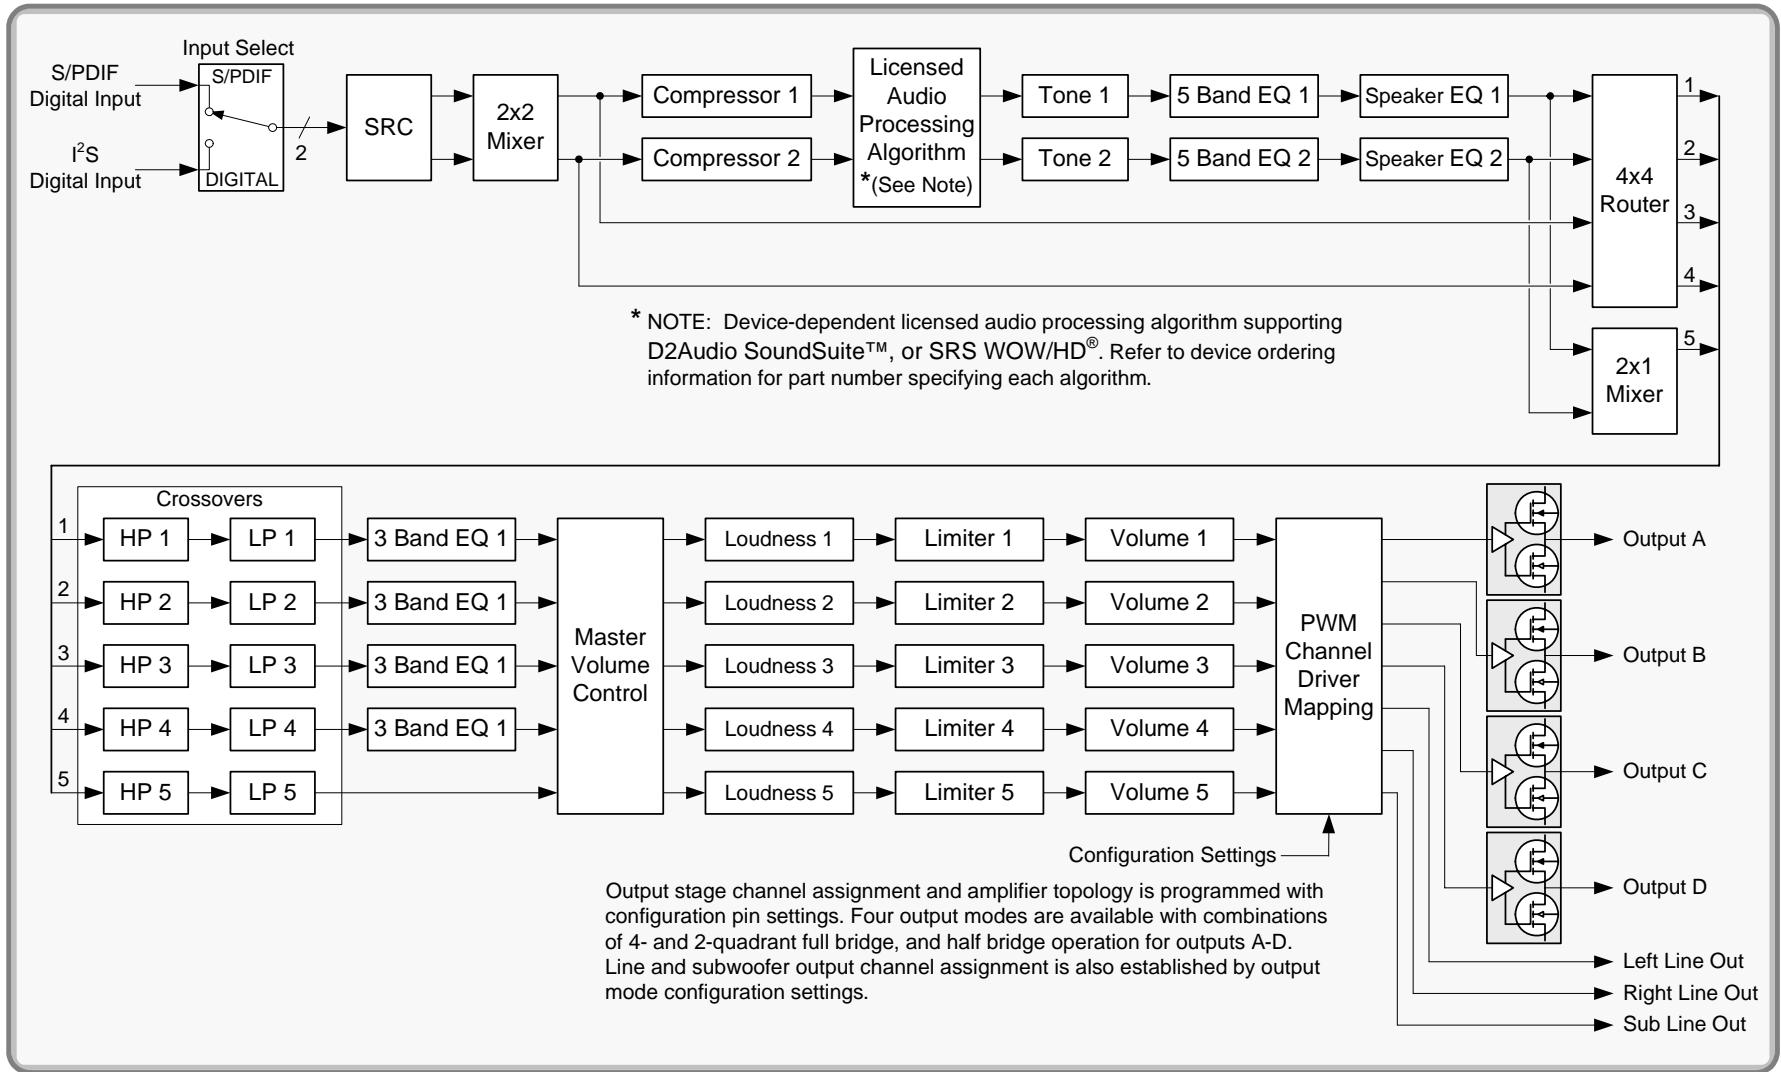 Input Select
S/PDIF
Digital Input
S/PDIF
I²S
Digital Input
DIGITAL
2
SRC
2x2
Mixer
Compressor 1
Compressor 2
Licensed
Audio
Processing
Algorithm
*(See Note)
Tone 1
Tone 2
5 Band EQ 1
5 Band EQ 2
Speaker EQ 1
Speaker EQ 2
4x4
Router
1
2
3
4
2x1
Mixer
5
* NOTE: Device-dependent licensed audio processing algorithm supporting
D2Audio SoundSuite™, or SRS WOW/HD®. Refer to device ordering
information for part number specifying each algorithm.
Crossovers
1
HP 1
LP 1
3 Band EQ 1
2
HP 2
LP 2
3 Band EQ 1
3
HP 3
LP 3
3 Band EQ 1
4
HP 4
LP 4
3 Band EQ 1
5
HP 5
LP 5
Master
Volume
Control
Loudness 1
Limiter 1
Volume 1
Loudness 2
Limiter 2
Volume 2
Loudness 3
Limiter 3
Volume 3
Loudness 4
Limiter 4
Volume 4
Loudness 5
Limiter 5
Volume 5
PWM
Channel
Driver
Mapping
Configuration Settings
Output A
Output B
Output C
Output D
Left Line Out
Right Line Out
Sub Line Out
Output stage channel assignment and amplifier topology is programmed with
configuration pin settings. Four output modes are available with combinations
of 4- and 2-quadrant full bridge, and half bridge operation for outputs A-D.
Line and subwoofer output channel assignment is also established by output
mode configuration settings.